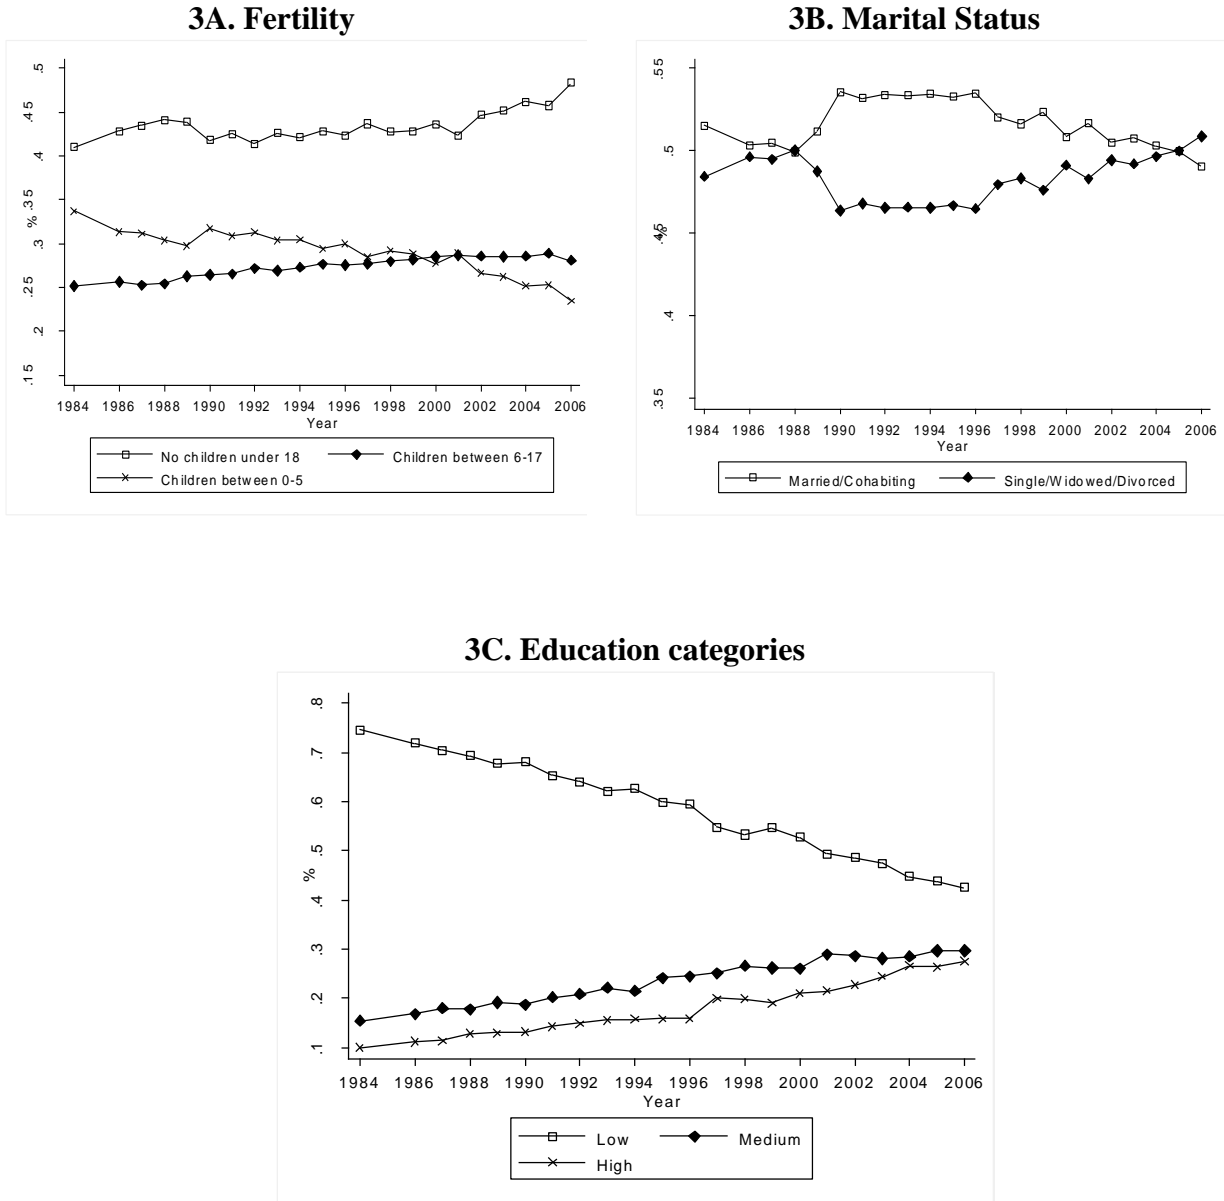 3A. Fertility
.5
.45
.4
% .35
.3
.25
.2
.15
1984 1986 1988 1990 1992 1994 1996 1998 2000 2002 2004 2006
Year
No children under 18 Children between 6-17
Children between 0-5
3B. Marital Status
.55
.5
.45
%
.4
.35
1984 1986 1988 1990 1992 1994 1996 1998 2000 2002 2004 2006
Year
Married/Cohabiting Single/Widowed/Divorced
3C. Education categories
.8
.7
.6
.5
%
.4
.3
.2
.1
1984 1986 1988 1990 1992 1994 1996 1998 2000 2002 2004 2006
Year
Low Medium
High